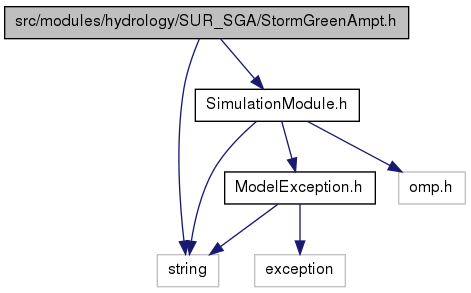 src/modules/hydrology/SUR_SGA/StormGreenAmpt.h
SimulationModule.h
ModelException.h
omp.h
string
exception